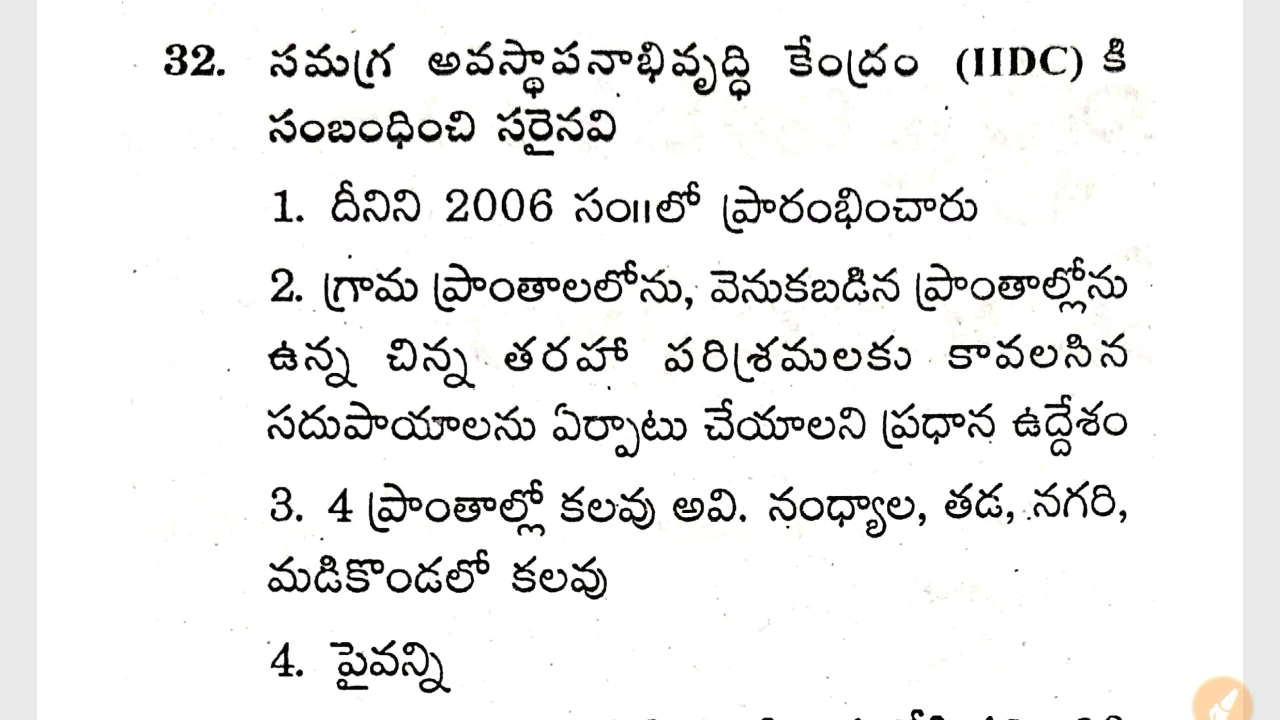 32. సమగ్ర అవస్థాపనాభివృద్ధి కేంద్రం (IIDC) కి
సంబంధించి సరైనవి
1. దీనిని 2006 సం॥లో ప్రారంభించారు
2. గ్రామ ప్రాంతాలలోను, వెనుకబడిన ప్రాంతాల్లోను
ఉన్న చిన్న తరహా పరిశ్రమలకు కావలసిన
సదుపాయాలను ఏర్పాటు చేయాలని ప్రధాన ఉద్దేశం
3. 4 ప్రాంతాల్లో కలవు అవి. నంధ్యాల, తడ, నగరి,
మడికొండలో కలవు
4. పైవన్ని